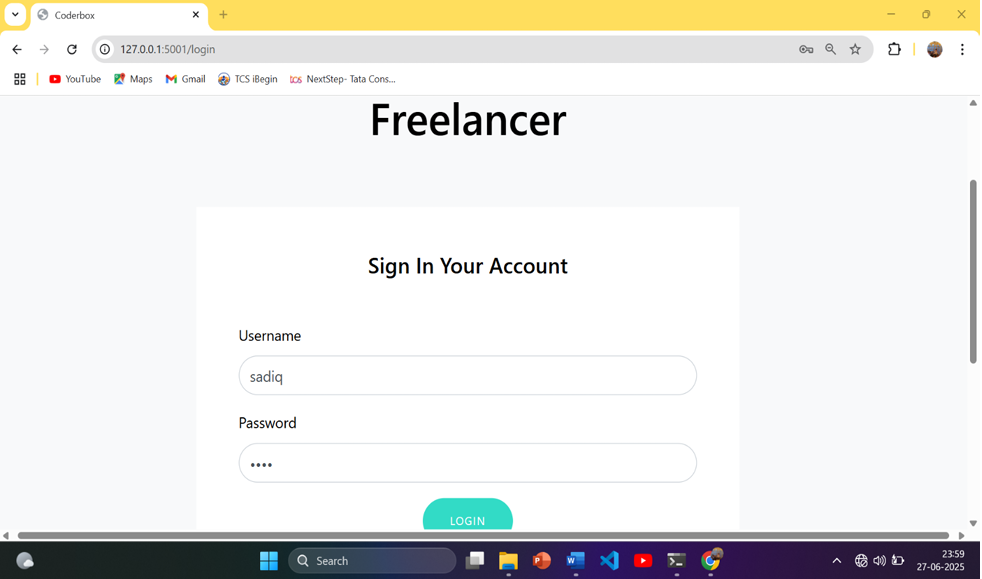 Coderbox
127.0.0.1:5001/login
YouTube Maps Gmail TCS iBegin NextStep- Tata Cons...
Freelancer
Sign In Your Account
Username
sadiq
Password
••••
LOGIN
Search
23:59
27-06-2025